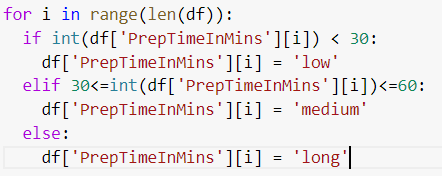 for i in range(len(df)):
  if int(df['PrepTimeInMins'][i]) < 30:
    df['PrepTimeInMins'][i] = 'low'
  elif 30<=int(df['PrepTimeInMins'][i])<=60:
    df['PrepTimeInMins'][i] = 'medium'
  else:
    df['PrepTimeInMins'][i] = 'long'